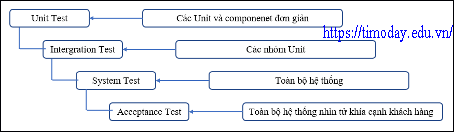 Unit Test
Các Unit và componenet đơn giản
https://timoday.edu.vn/
Intergration Test
Các nhóm Unit
System Test
Toàn bộ hệ thống
Acceptance Test
Toàn bộ hệ thống nhìn từ khía cạnh khách hàng